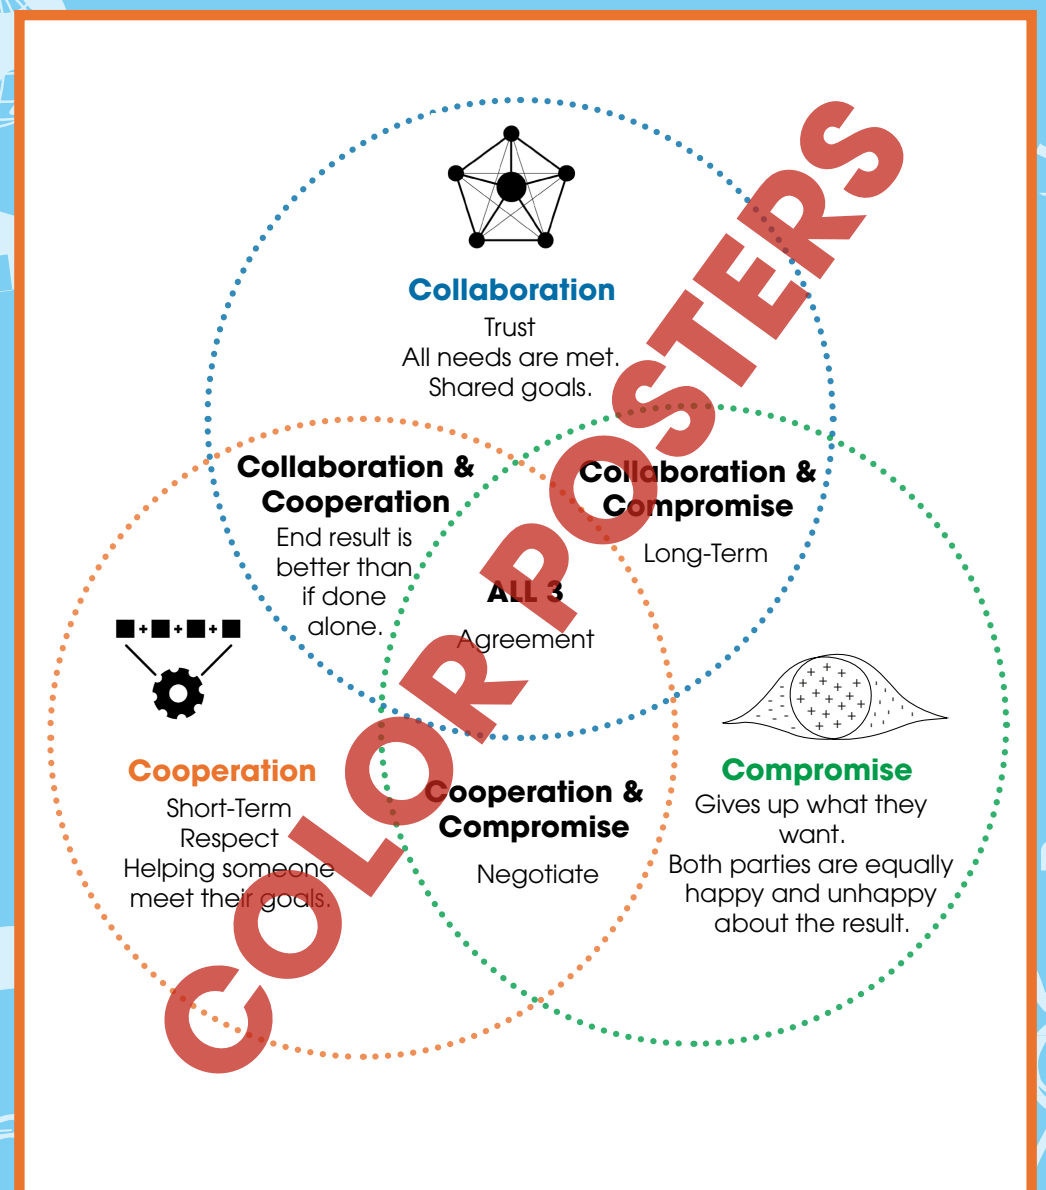 Collaboration
Trust
All needs are met.
Shared goals.
Collaboration &
Cooperation
End result is
better than
if done
alone.
Collaboration &
Compromise
Long-Term
ALL 3
Agreement
Cooperation
Short-Term
Respect
Helping someone
meet their goals.
Cooperation &
Compromise
Negotiate
Compromise
Gives up what they
want.
Both parties are equally
happy and unhappy
about the result.
COLOR POSTERS